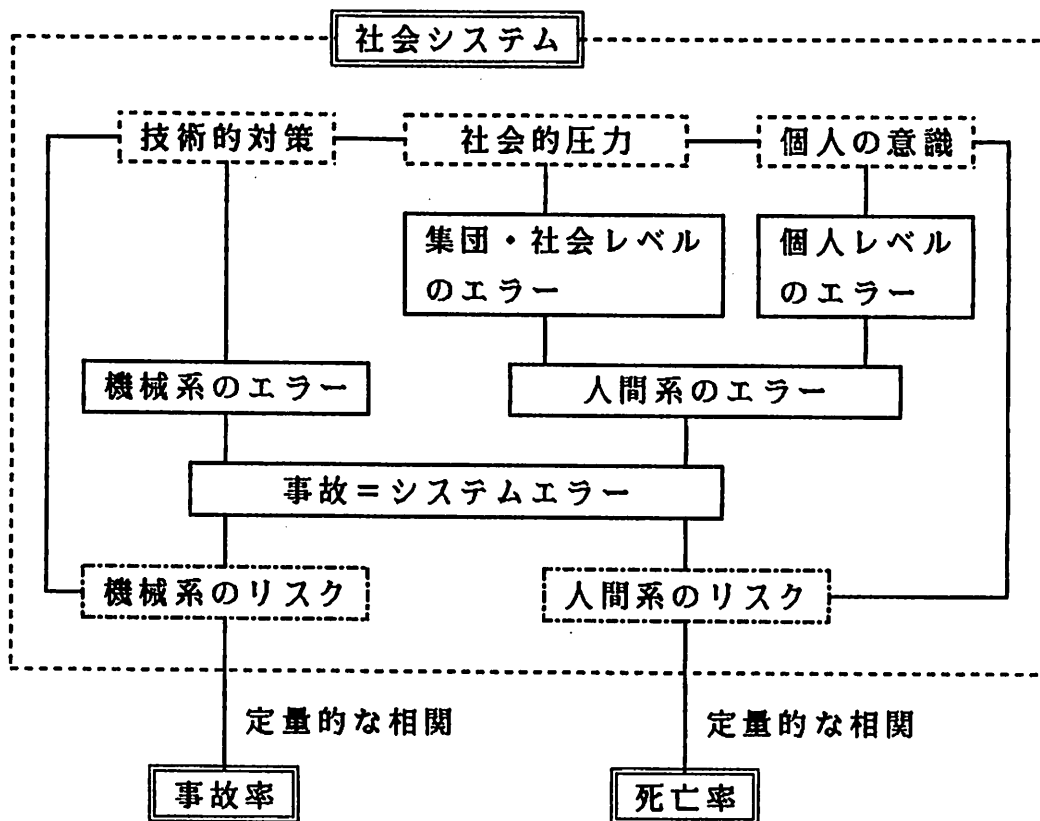 社会システム
技術的対策
社会的圧力
個人の意識
集団・社会レベル
のエラー
個人レベル
のエラー
機械系のエラー
人間系のエラー
事故＝システムエラー
機械系のリスク
人間系のリスク
定量的な相関
定量的な相関
事故率
死亡率